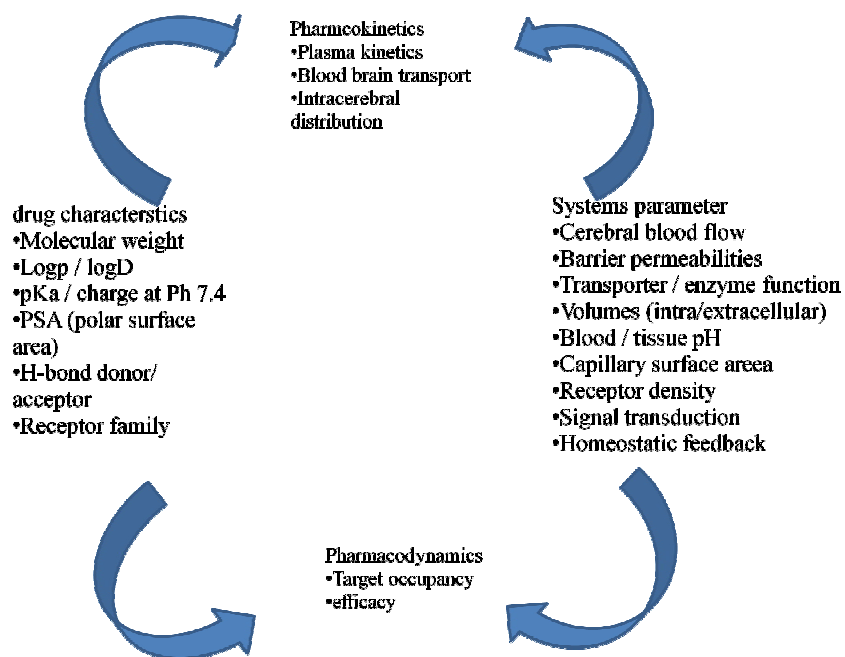 Pharmcokinetics
•Plasma kinetics
•Blood brain transport
•Intracerebral
distribution
drug characterstics
•Molecular weight
•Logp / logD
•pKa / charge at Ph 7.4
•PSA (polar surface
area)
•H-bond donor/
acceptor
•Receptor family
Systems parameter
•Cerebral blood flow
•Barrier permeabilities
•Transporter / enzyme function
•Volumes (intra/extracellular)
•Blood / tissue pH
•Capillary surface areea
•Receptor density
•Signal transduction
•Homeostatic feedback
Pharmacodynamics
•Target occupancy
•efficacy